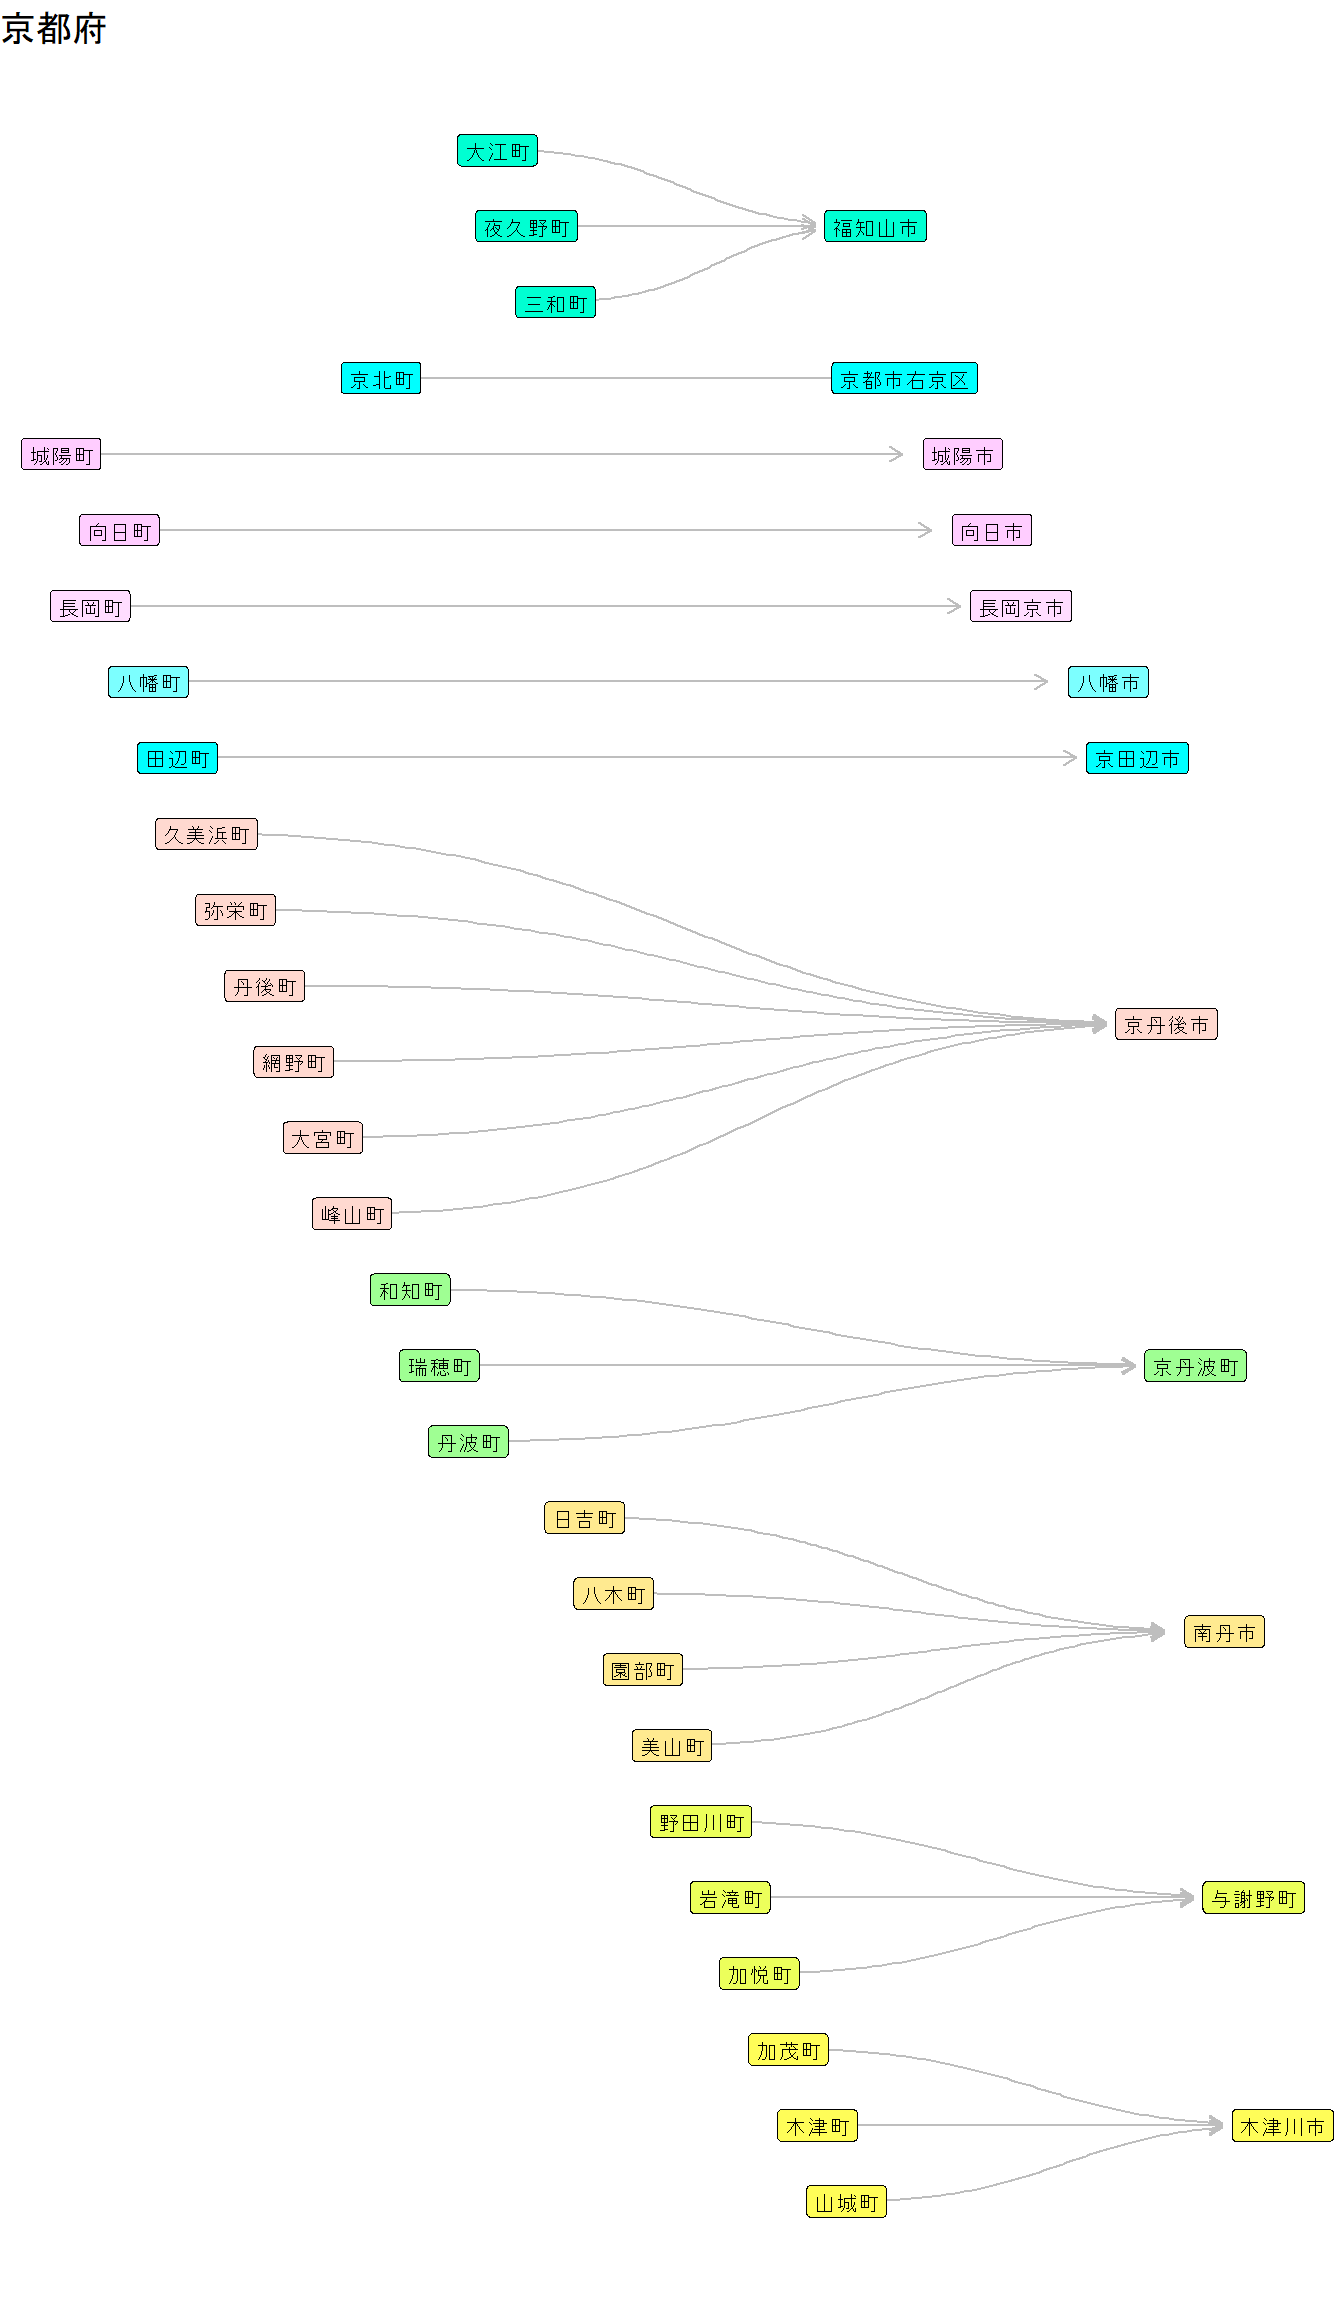 京都府
大江町
夜久野町
福知山市
三和町
京北町
京都市右京区
城陽町
城陽市
向日町
向日市
長岡町
長岡京市
八幡町
八幡市
田辺町
京田辺市
久美浜町
弥栄町
丹後町
京丹後市
網野町
大宮町
峰山町
和知町
瑞穂町
京丹波町
丹波町
日吉町
八木町
南丹市
園部町
美山町
野田川町
岩滝町
与謝野町
加悦町
加茂町
木津町
木津川市
山城町